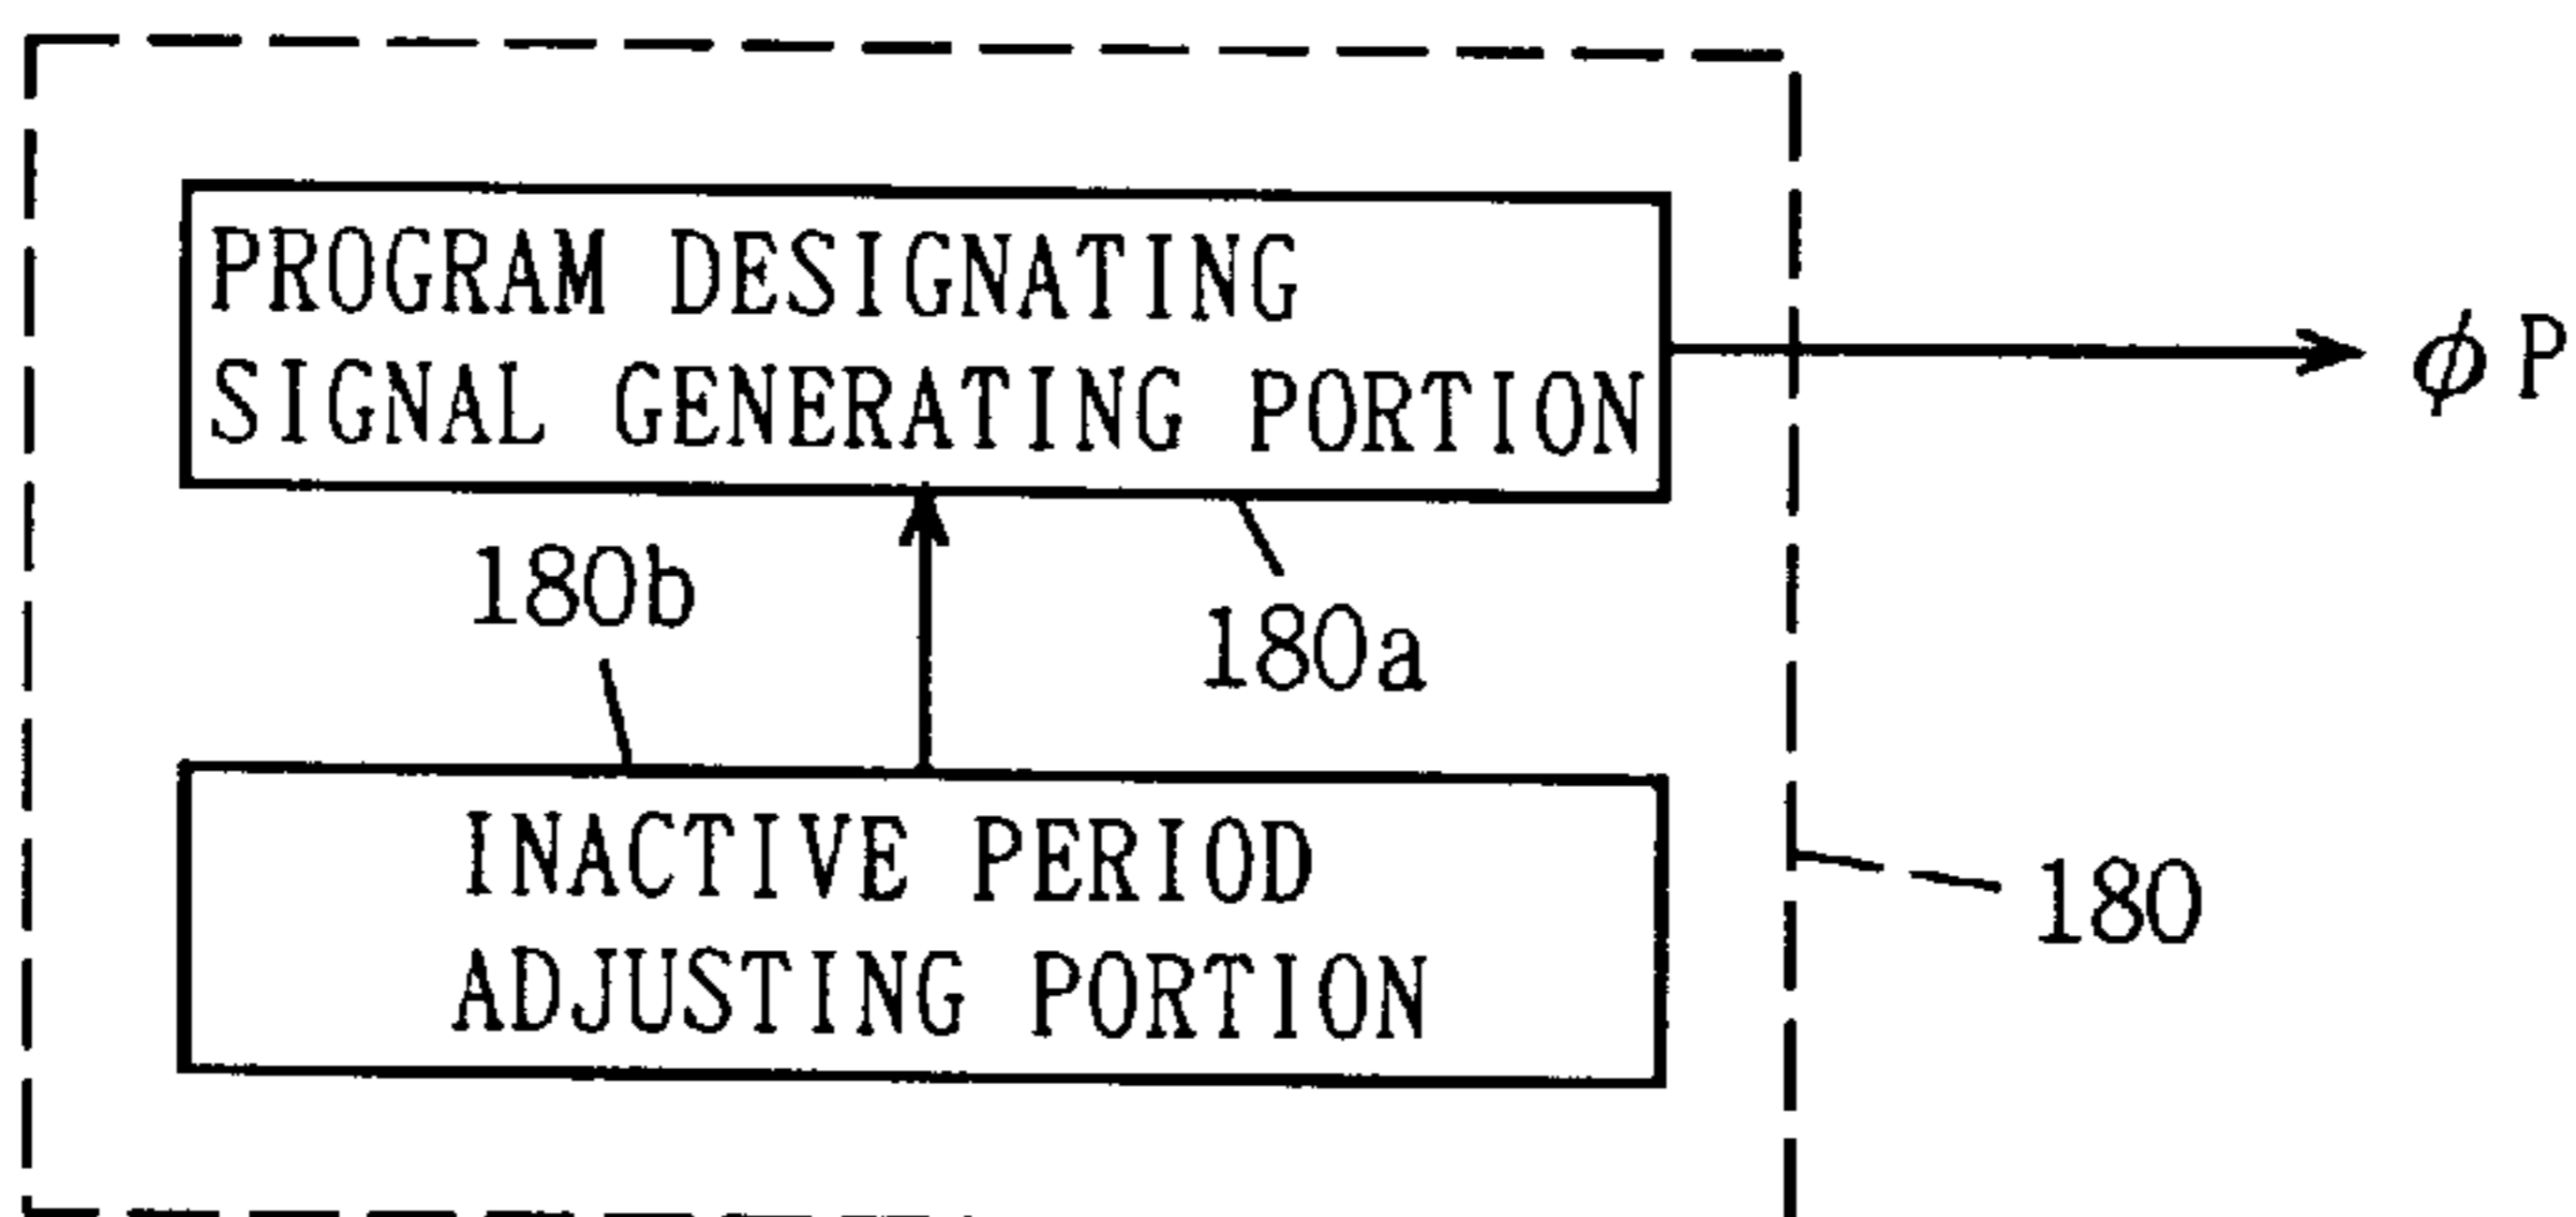 PROGRAM DESIGNATING
SIGNAL GENERATING PORTION
φP
180b
180a
INACTIVE PERIOD
ADJUSTING PORTION
180